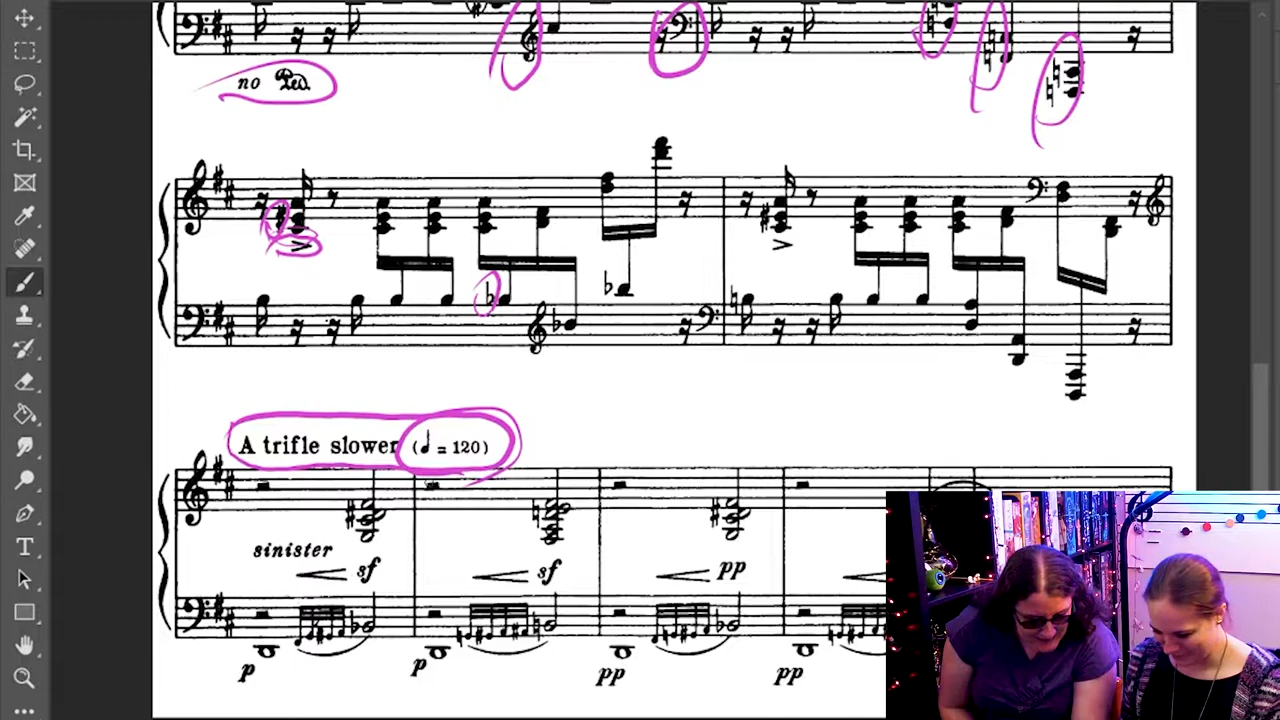 no Ped.
A trifle slower (♩ = 120)
sinister
sf sf pp
p p pp pp